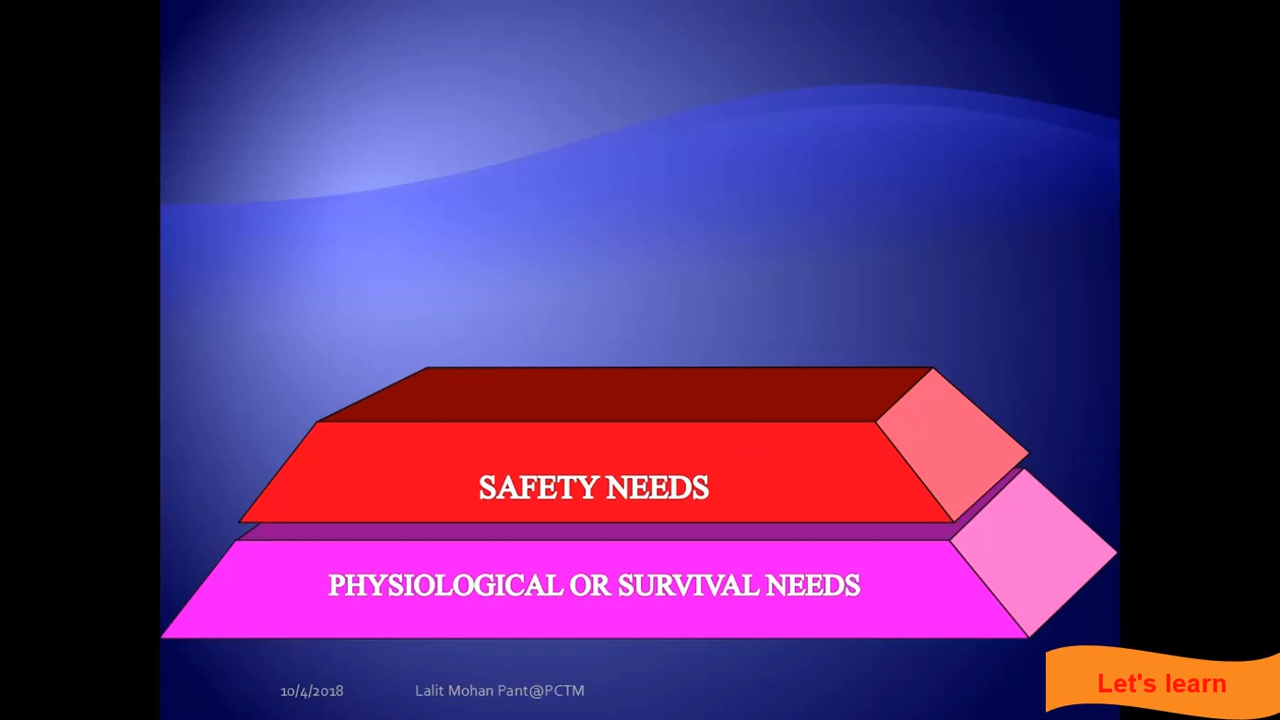 SAFETY NEEDS
PHYSIOLOGICAL OR SURVIVAL NEEDS
10/4/2018 Lalit Mohan Pant@PCTM
Let's learn